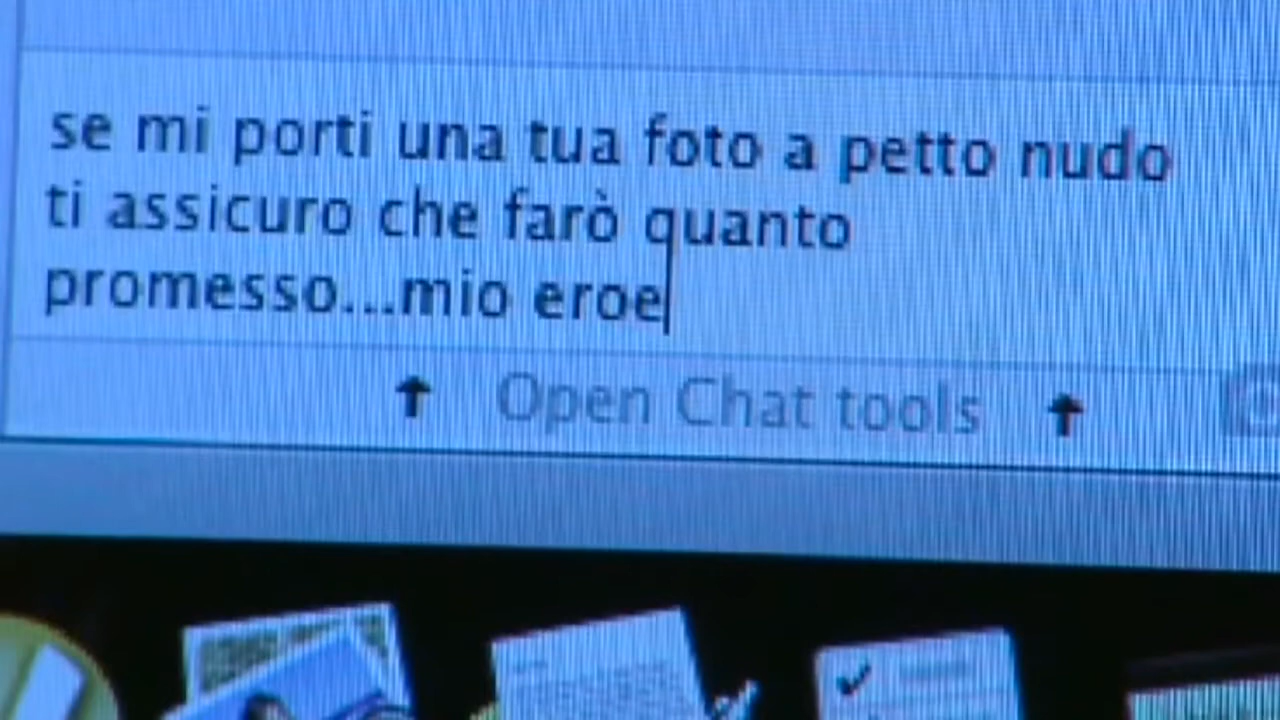 se mi porti una tua foto a petto nudo
ti assicuro che farò quanto
promesso...mio eroe
Open Chat tools